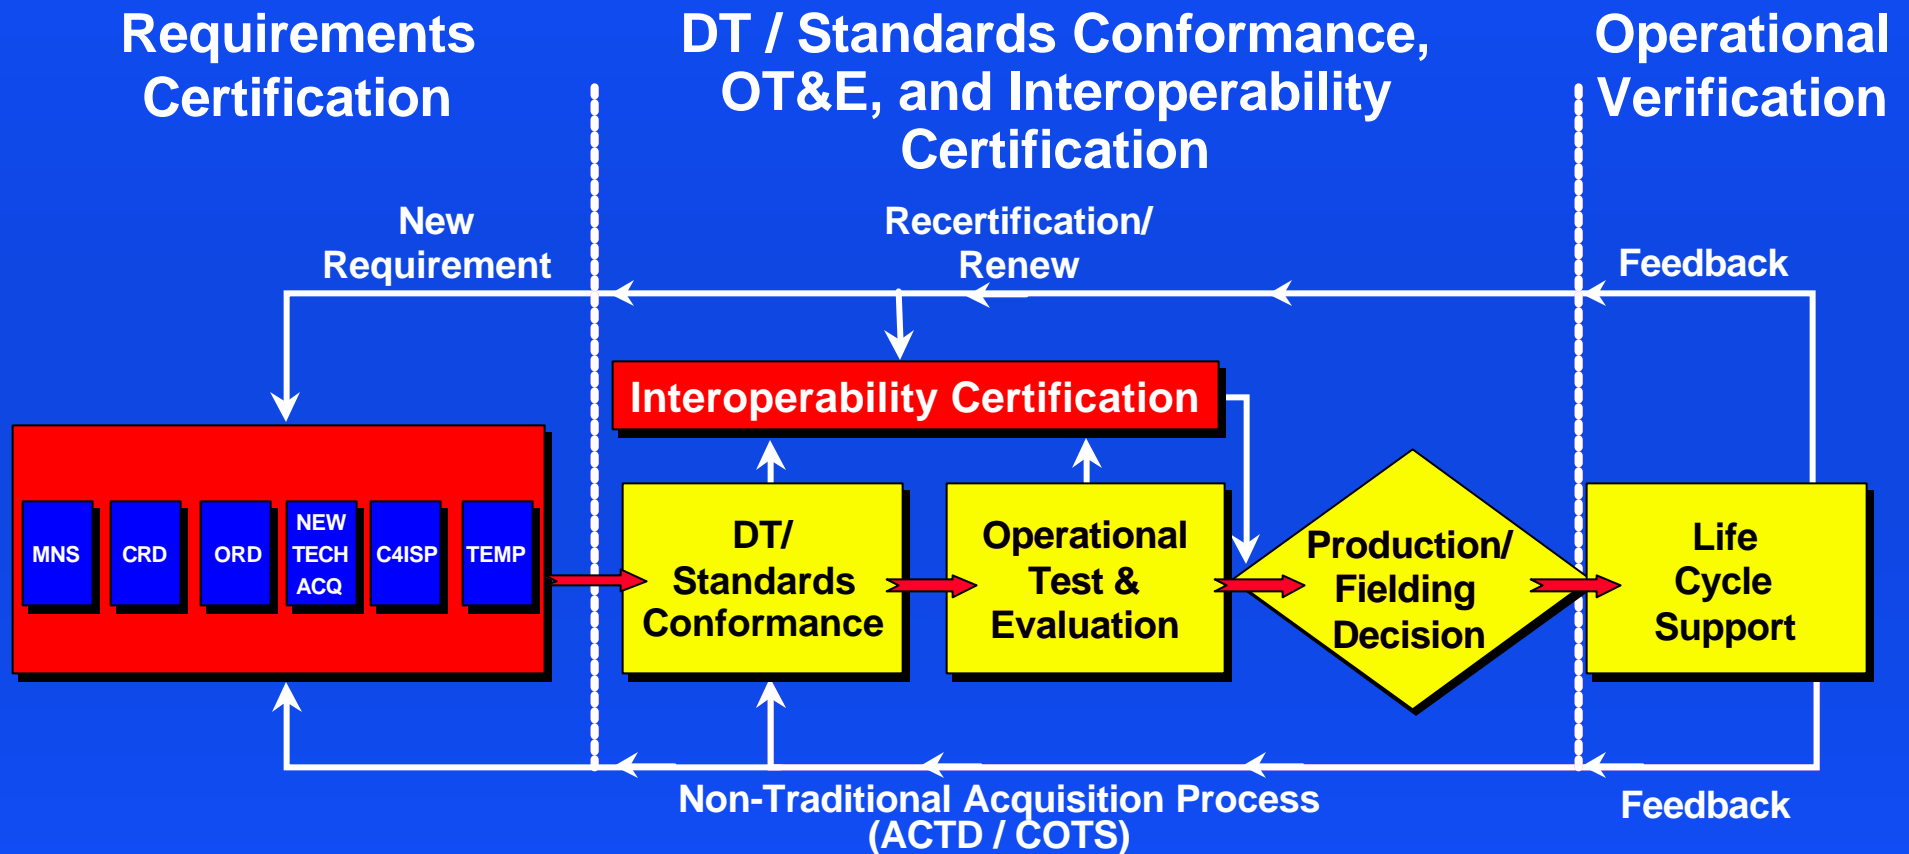 Requirements
Certification
DT / Standards Conformance,
OT&E, and Interoperability
Certification
Operational
Verification
New
Requirement
Recertification/
Renew
Feedback
Interoperability Certification
MNS
CRD
ORD
NEW
TECH
ACQ
C4ISP
TEMP
DT/
Standards
Conformance
Operational
Test &
Evaluation
Production/
Fielding
Decision
Life
Cycle
Support
Non-Traditional Acquisition Process
(ACTD / COTS)
Feedback